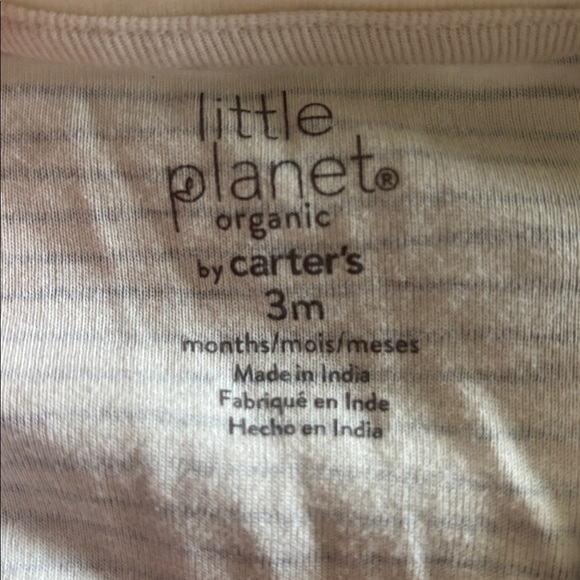 little
planet®
organic
by carter's
3m
months/mois/meses
Made in India
Fabriqué en Inde
Hecho en India